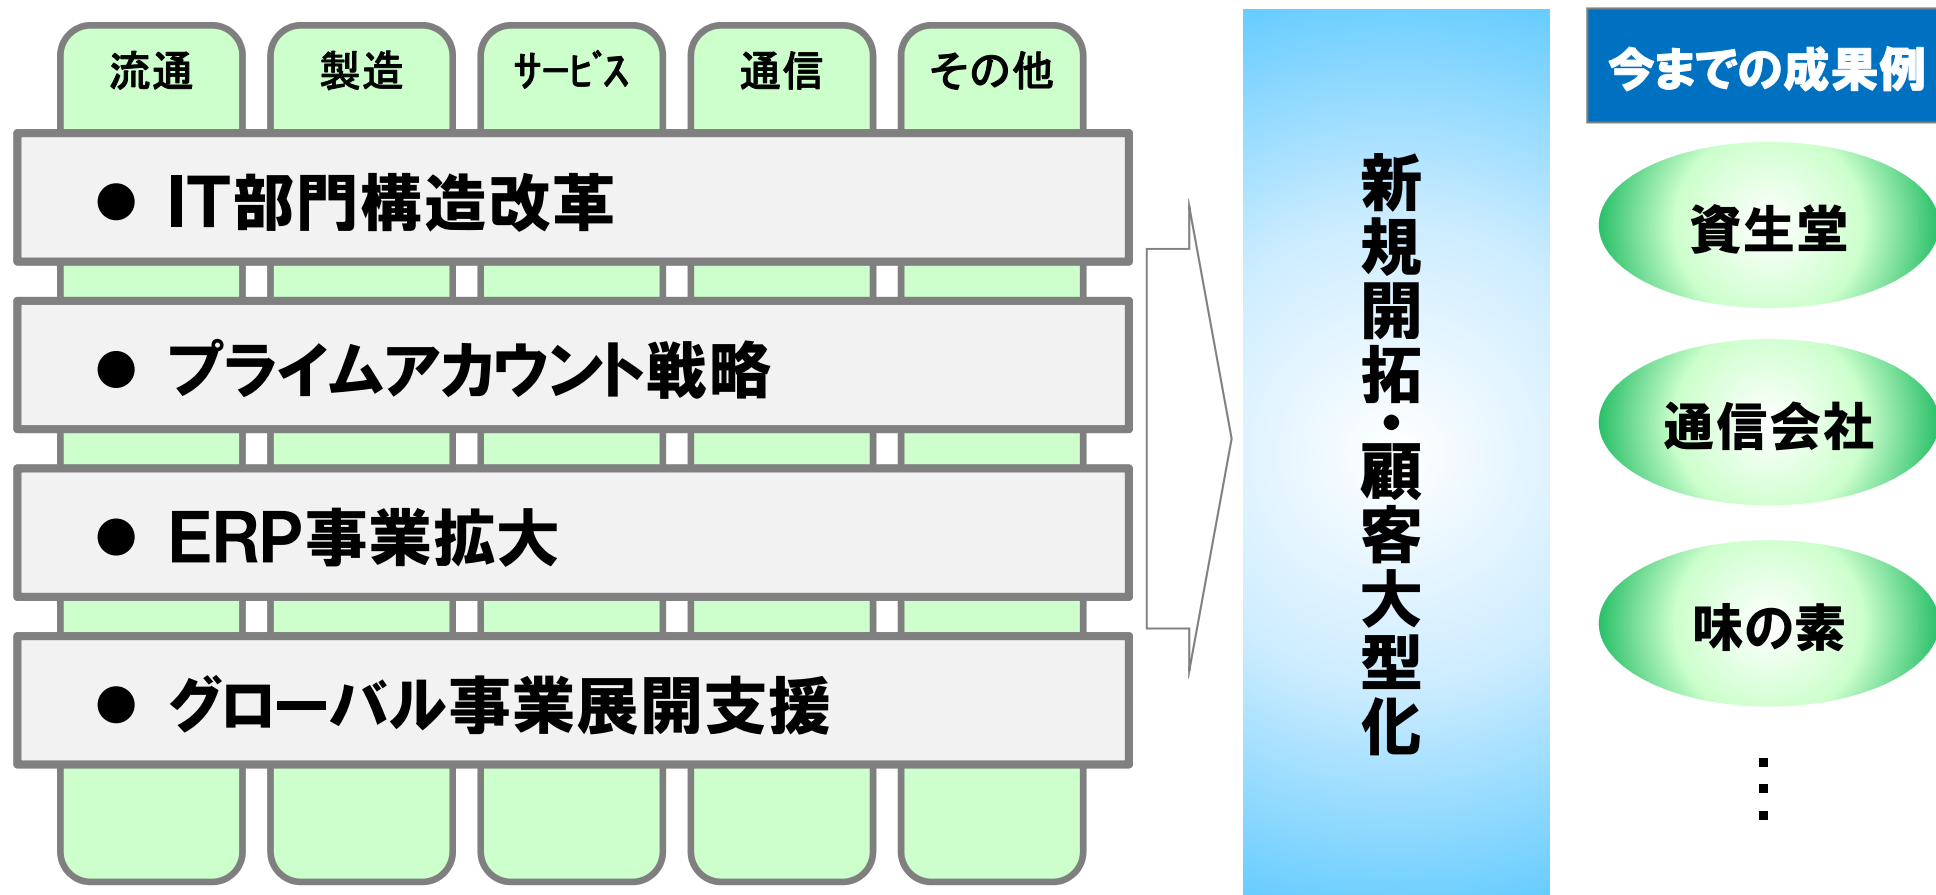 流通
製造
ｻｰﾋﾞｽ
通信
その他
● IT部門構造改革
● プライムアカウント戦略
● ERP事業拡大
● グローバル事業展開支援
新規開拓・顧客大型化
今までの成果例
資生堂
通信会社
味の素
⋮